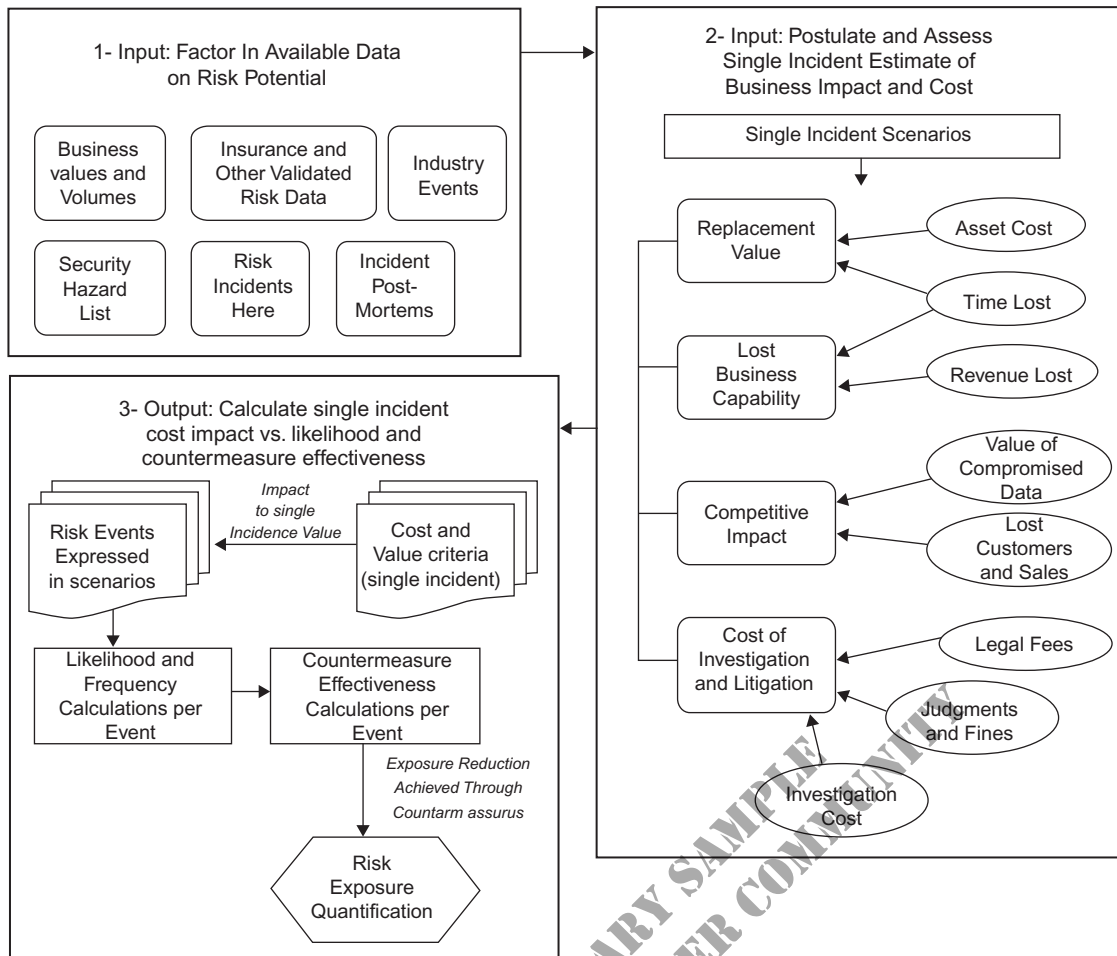 1- Input: Factor In Available Data
on Risk Potential
Business
values and
Volumes
Insurance and
Other Validated
Risk Data
Industry
Events
Security
Hazard
List
Risk
Incidents
Here
Incident
Post-
Mortems
2- Input: Postulate and Assess
Single Incident Estimate of
Business Impact and Cost
Single Incident Scenarios
Replacement
Value
Asset Cost
Time Lost
Lost
Business
Capability
Revenue Lost
Competitive
Impact
Value of
Compromised
Data
Lost
Customers
and Sales
Cost of
Investigation
and Litigation
Legal Fees
Judgments
and Fines
Investigation
Cost
3- Output: Calculate single incident
cost impact vs. likelihood and
countermeasure effectiveness
Risk Events
Expressed
in scenarios
Impact
to single
Incidence Value
Cost and
Value criteria
(single incident)
Likelihood and
Frequency
Calculations per
Event
Countermeasure
Effectiveness
Calculations per
Event
Exposure Reduction
Achieved Through
Countarm assurus
Risk
Exposure
Quantification
SAMPLE
COMMUNITY